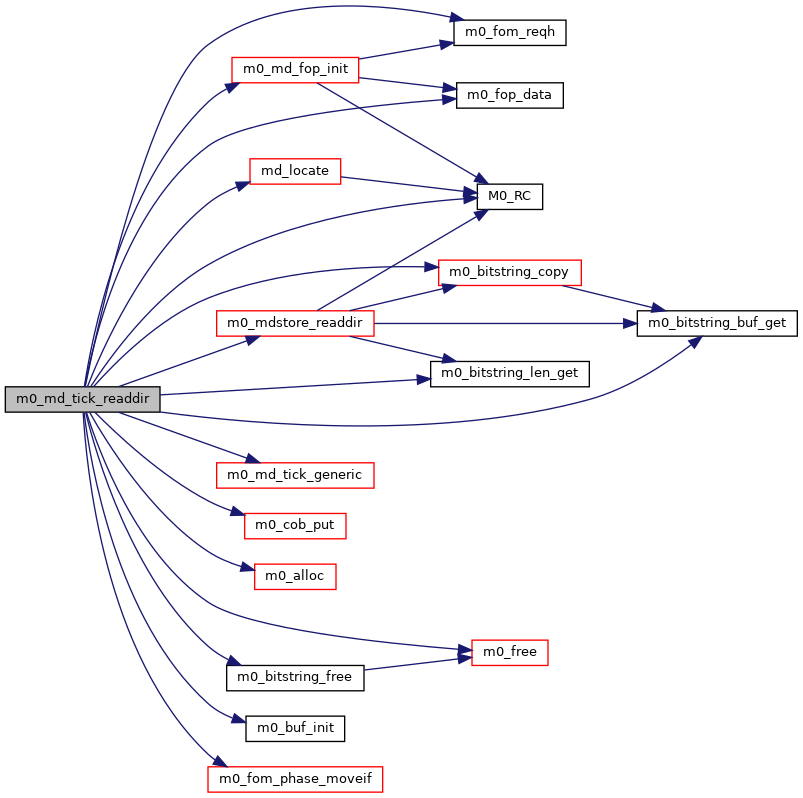 m0_fom_reqh
m0_md_fop_init
m0_fop_data
md_locate
M0_RC
m0_bitstring_copy
m0_mdstore_readdir
m0_bitstring_buf_get
m0_bitstring_len_get
m0_md_tick_readdir
m0_md_tick_generic
m0_cob_put
m0_alloc
m0_free
m0_bitstring_free
m0_buf_init
m0_fom_phase_moveif